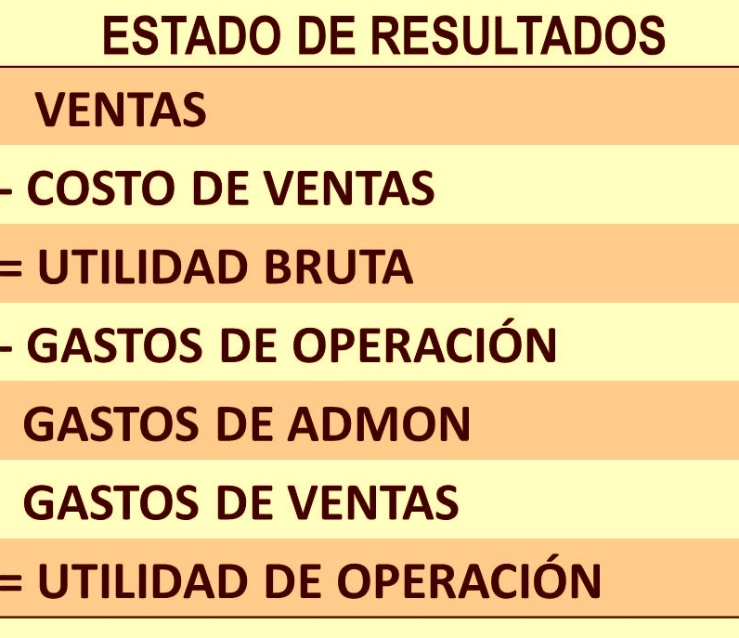 ESTADO DE RESULTADOS
VENTAS
- COSTO DE VENTAS
= UTILIDAD BRUTA
- GASTOS DE OPERACIÓN
GASTOS DE ADMON
GASTOS DE VENTAS
= UTILIDAD DE OPERACIÓN